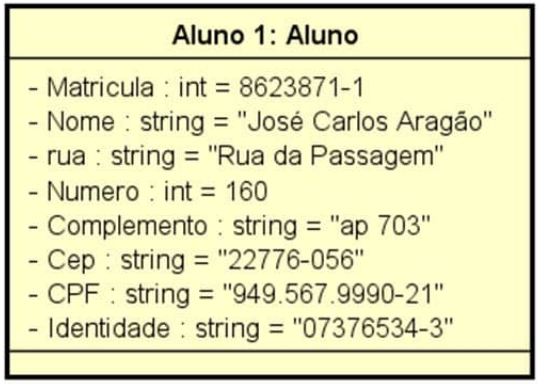 Aluno 1: Aluno
- Matricula : int = 8623871-1
- Nome : string = "José Carlos Aragão"
- rua : string = "Rua da Passagem"
- Numero : int = 160
- Complemento : string = "ap 703"
- Cep : string = "22776-056"
- CPF : string = "949.567.9990-21"
- Identidade : string = "07376534-3"